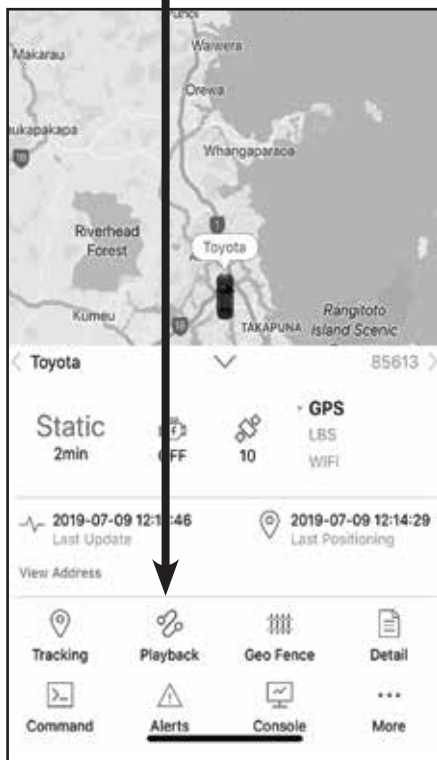 Makarau
Waiwera
Orewa
ukapakapa
Whangaparaoa
16
1
Riverhead
Forest
Toyota
Kumeu
TAKAPUNA
Rangitoto
Island Scenic
Toyota
85613
Static
2min
OFF
10
GPS
LBS
WIFI
2019-07-09 12:1 :46
Last Update
2019-07-09 12:14:29
Last Positioning
View Address
Tracking
Playback
Geo Fence
Detail
Command
Alerts
Console
More